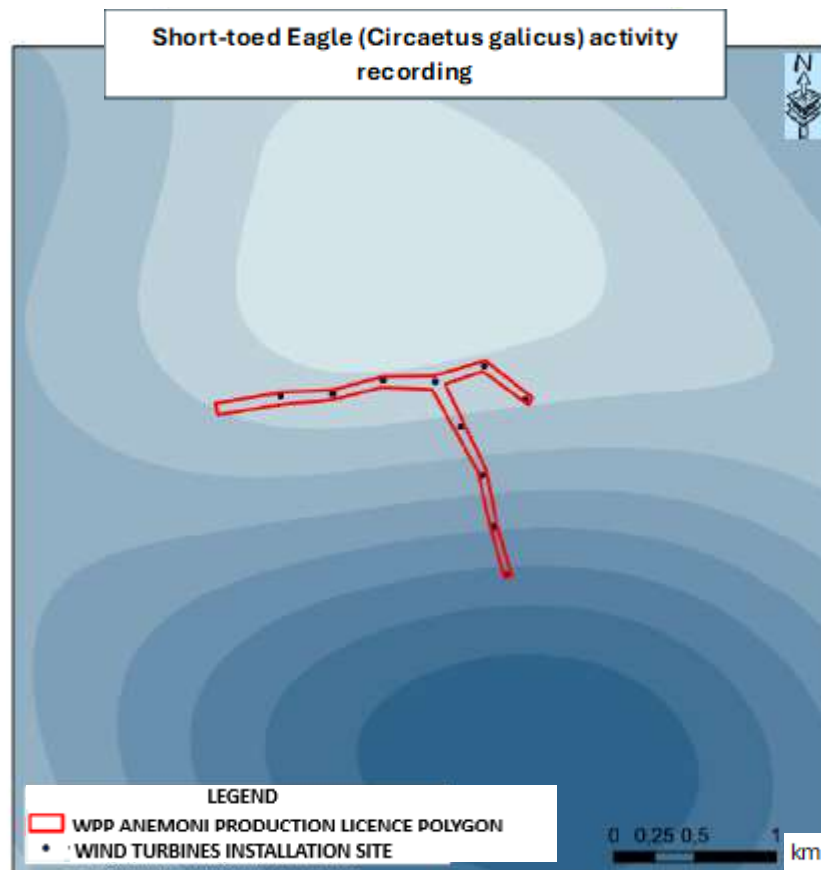 Short-toed Eagle (Circaetus galicus) activity
recording
N
LEGEND
WPP ANEMONI PRODUCTION LICENCE POLYGON
WIND TURBINES INSTALLATION SITE
0 0,25 0,5 1
km